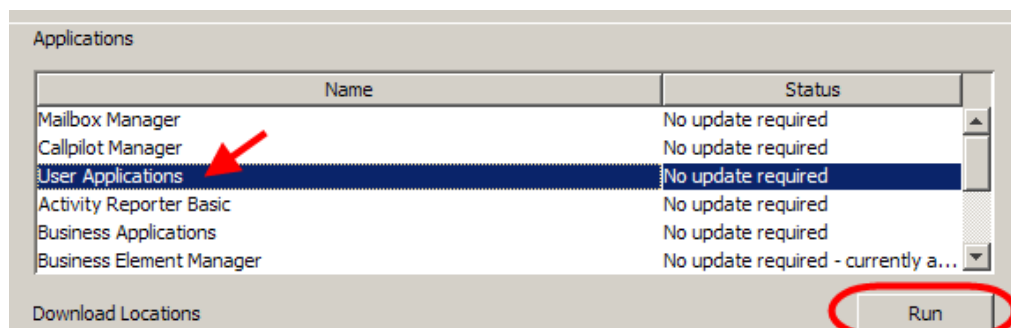 Applications
Name Status
Mailbox Manager No update required
Callpilot Manager No update required
User Applications No update required
Activity Reporter Basic No update required
Business Applications No update required
Business Element Manager No update required - currently a...
Download Locations Run